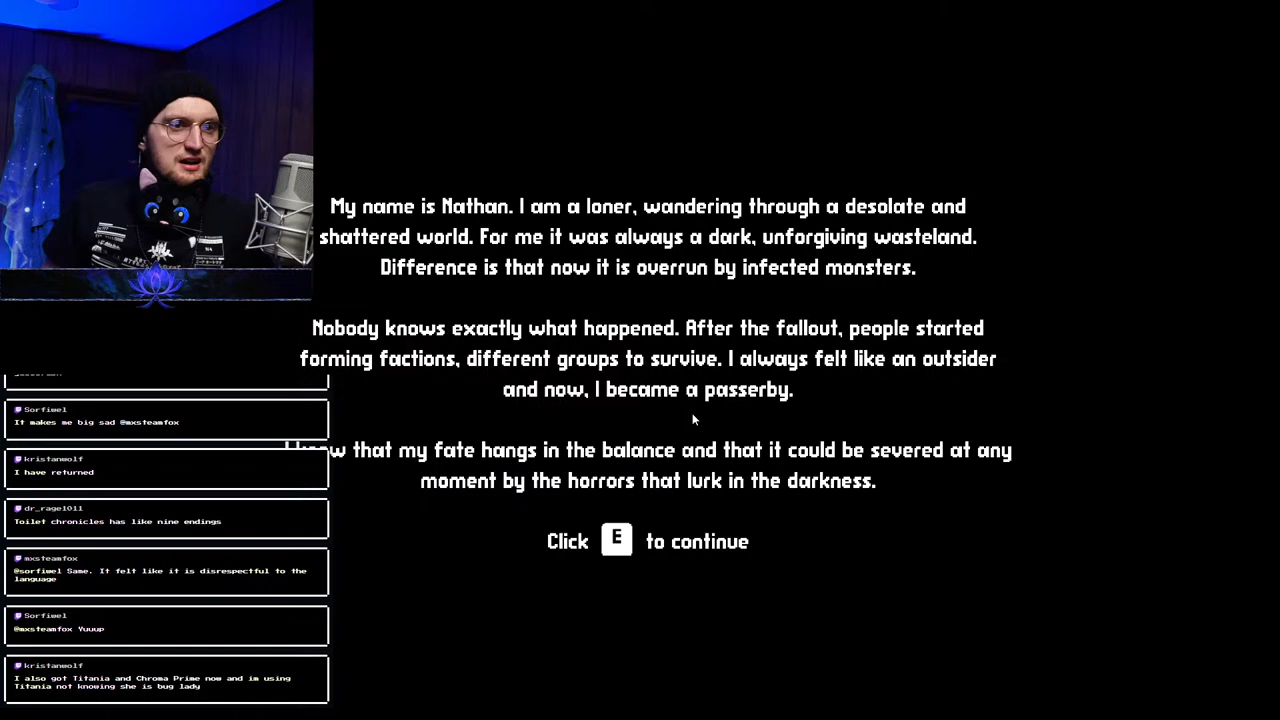 My name is Nathan. I am a loner, wandering through a desolate and
shattered world. For me it was always a dark, unforgiving wasteland.
Difference is that now it is overrun by infected monsters.
Nobody knows exactly what happened. After the fallout, people started
forming factions, different groups to survive. I always felt like an outsider
and now, I became a passerby.
that my fate hangs in the balance and that it could be severed at any
moment by the horrors that lurk in the darkness.
Click E to continue
Sorfiwel
It makes me big sad @mxsteamfox
kristanwolf
I have returned
dr_rage1011
Toilet chronicles has like nine endings
mxsteamfox
@sorfiwel Same. It felt like it is disrespectful to the
language
Sorfiwel
@mxsteamfox Yuuup
kristanwolf
I also got Titania and Chroma Prime now and im using
Titania not knowing she is bug lady